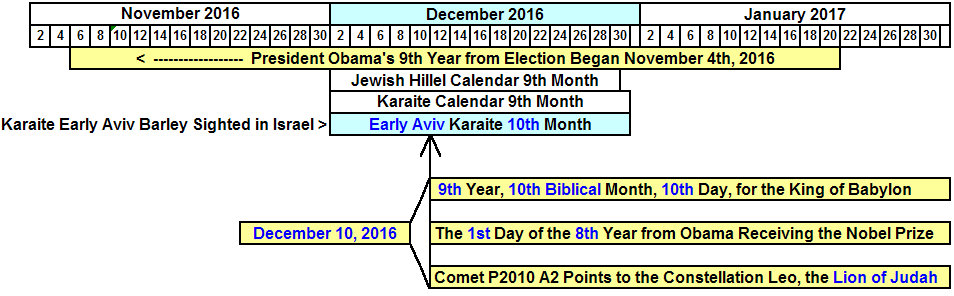 November 2016 December 2016 January 2017
2 4 6 8 10 12 14 16 18 20 22 24 26 28 30 2 4 6 8 10 12 14 16 18 20 22 24 26 28 30 2 4 6 8 10 12 14 16 18 20 22 24 26 28 30
< ------------------ President Obama's 9th Year from Election Began November 4th, 2016
Jewish Hillel Calendar 9th Month
Karaite Calendar 9th Month
Karaite Early Aviv Barley Sighted in Israel > Early Aviv Karaite 10th Month
9th Year, 10th Biblical Month, 10th Day, for the King of Babylon
December 10, 2016 The 1st Day of the 8th Year from Obama Receiving the Nobel Prize
Comet P2010 A2 Points to the Constellation Leo, the Lion of Judah